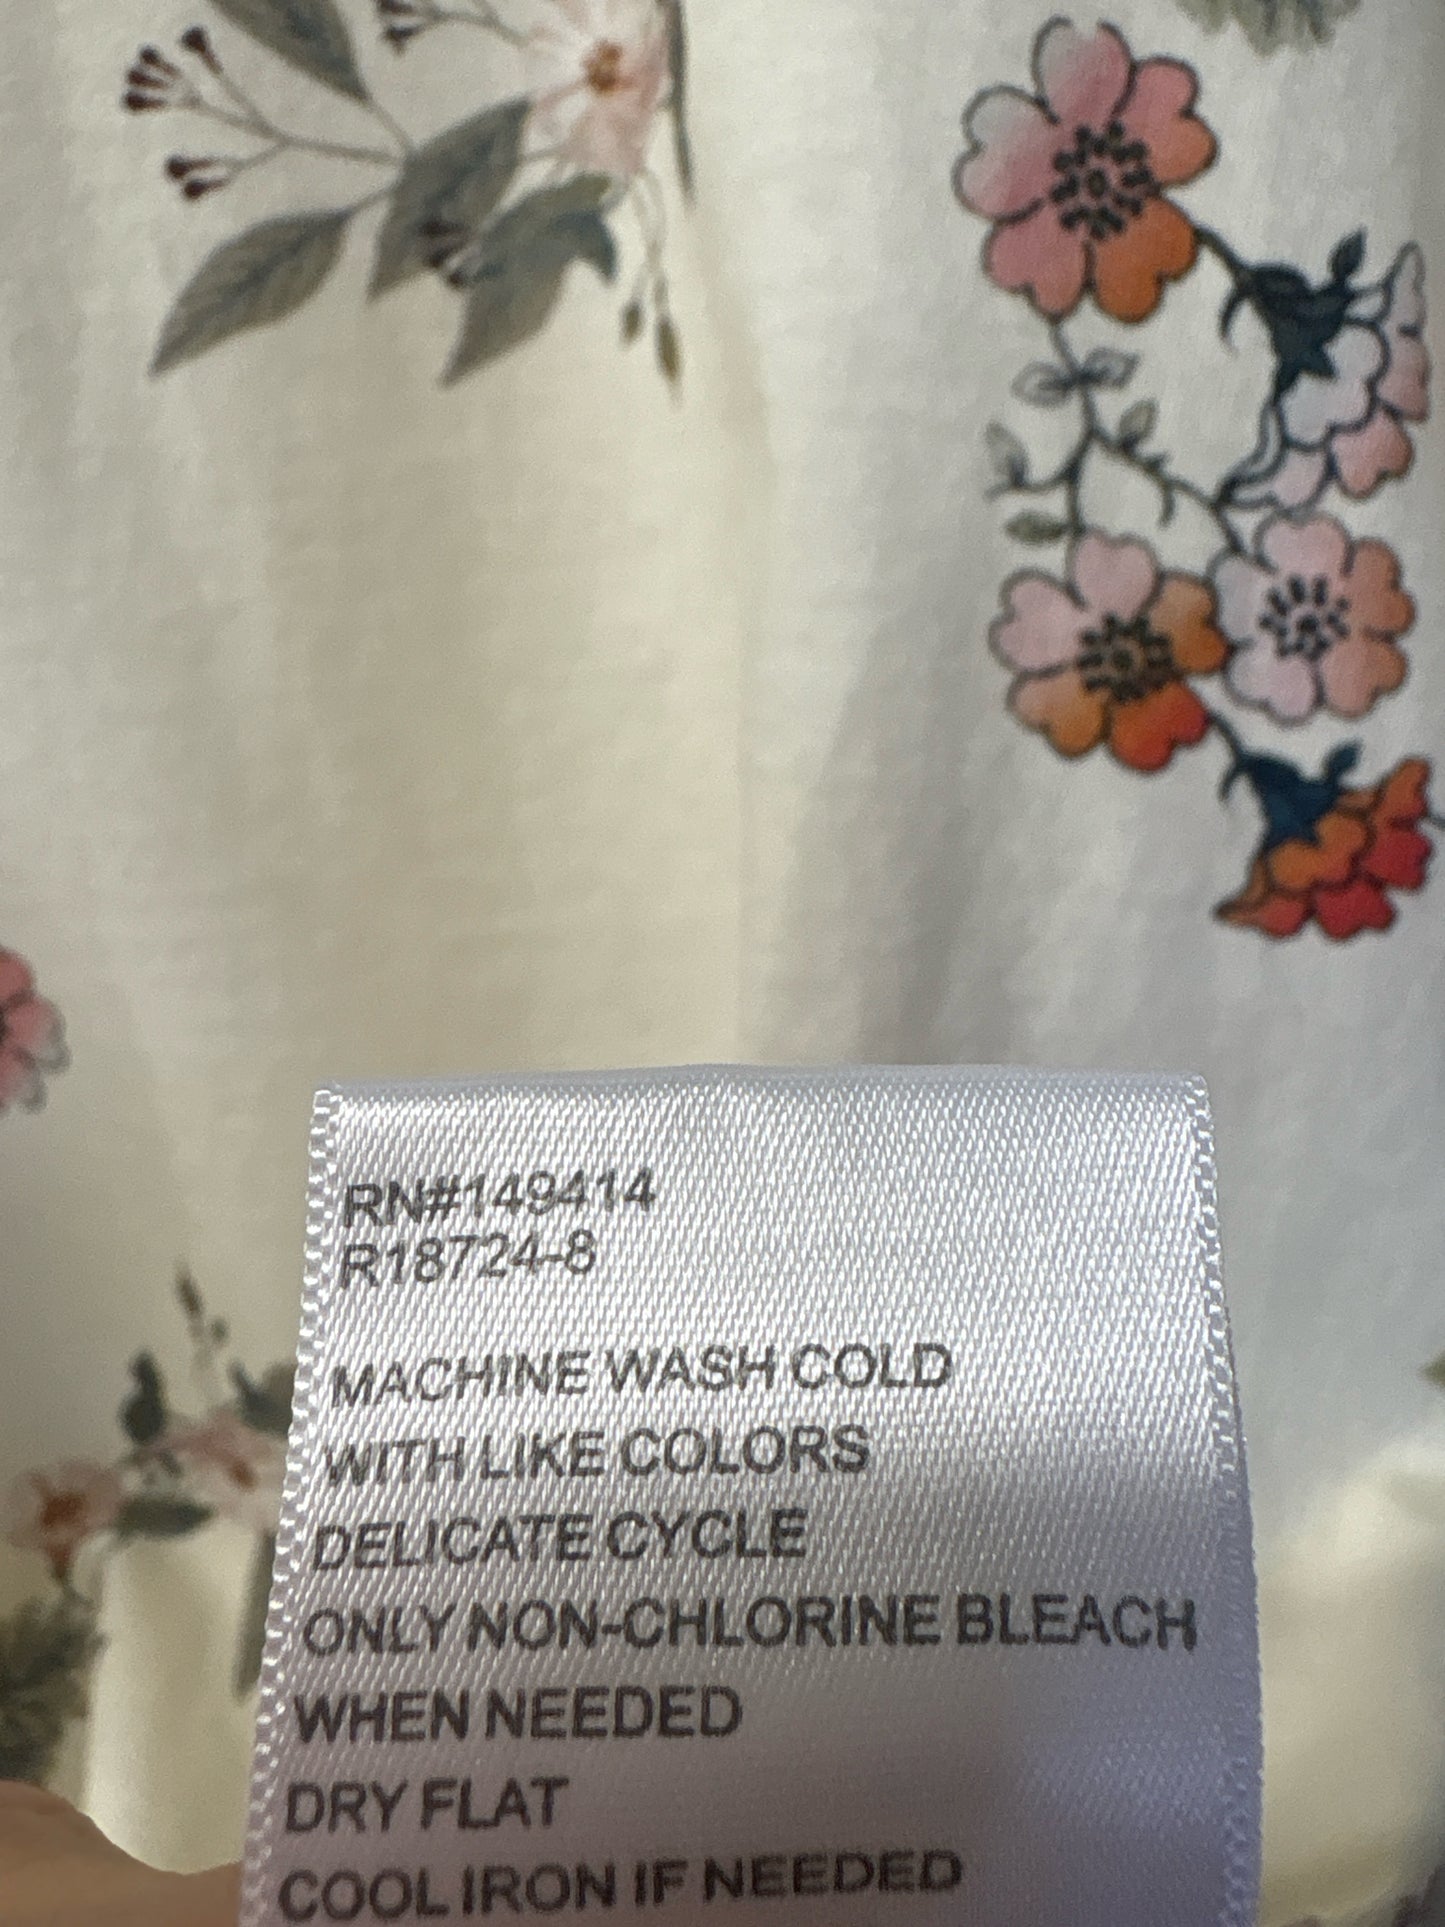 RN#149414
R18724-8
MACHINE WASH COLD
WITH LIKE COLORS
DELICATE CYCLE
ONLY NON-CHLORINE BLEACH
WHEN NEEDED
DRY FLAT
COOL IRON IF NEEDED